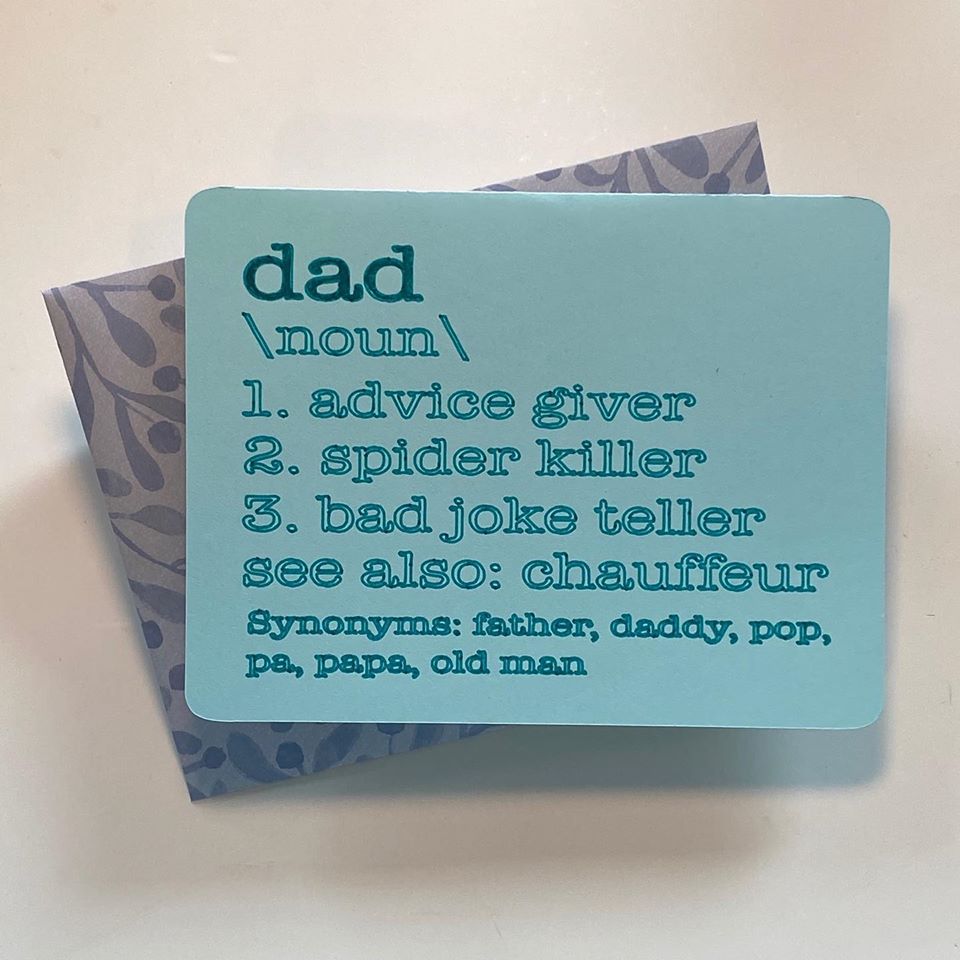 dad
\noun\
1. advice giver
2. spider killer
3. bad joke teller
see also: chauffeur
Synonyms: father, daddy, pop,
pa, papa, old man